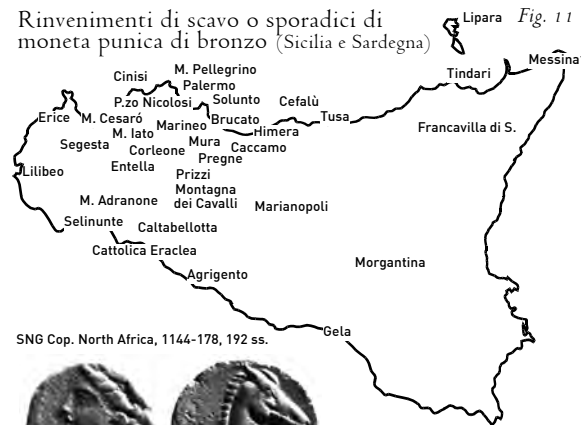 Rinvenimenti di scavo o sporadici di
moneta punica di bronzo (Sicilia e Sardegna)
Fig. 11
Lipara
Messina
Tindari
M. Pellegrino
Cinisi
Palermo
P.zo Nicolosi
Solunto
Cefalù
Tusa
Erice
M. Cesaró
Marineo
Brucato
Himera
Francavilla di S.
M. Iato
Mura
Caccamo
Segesta
Corleone
Pregne
Entella
Lilibeo
Prizzi
Montagna
dei Cavalli
M. Adranone
Marianopoli
Selinunte
Caltabellotta
Cattolica Eraclea
Morgantina
Agrigento
Gela
SNG Cop. North Africa, 1144-178, 192 ss.